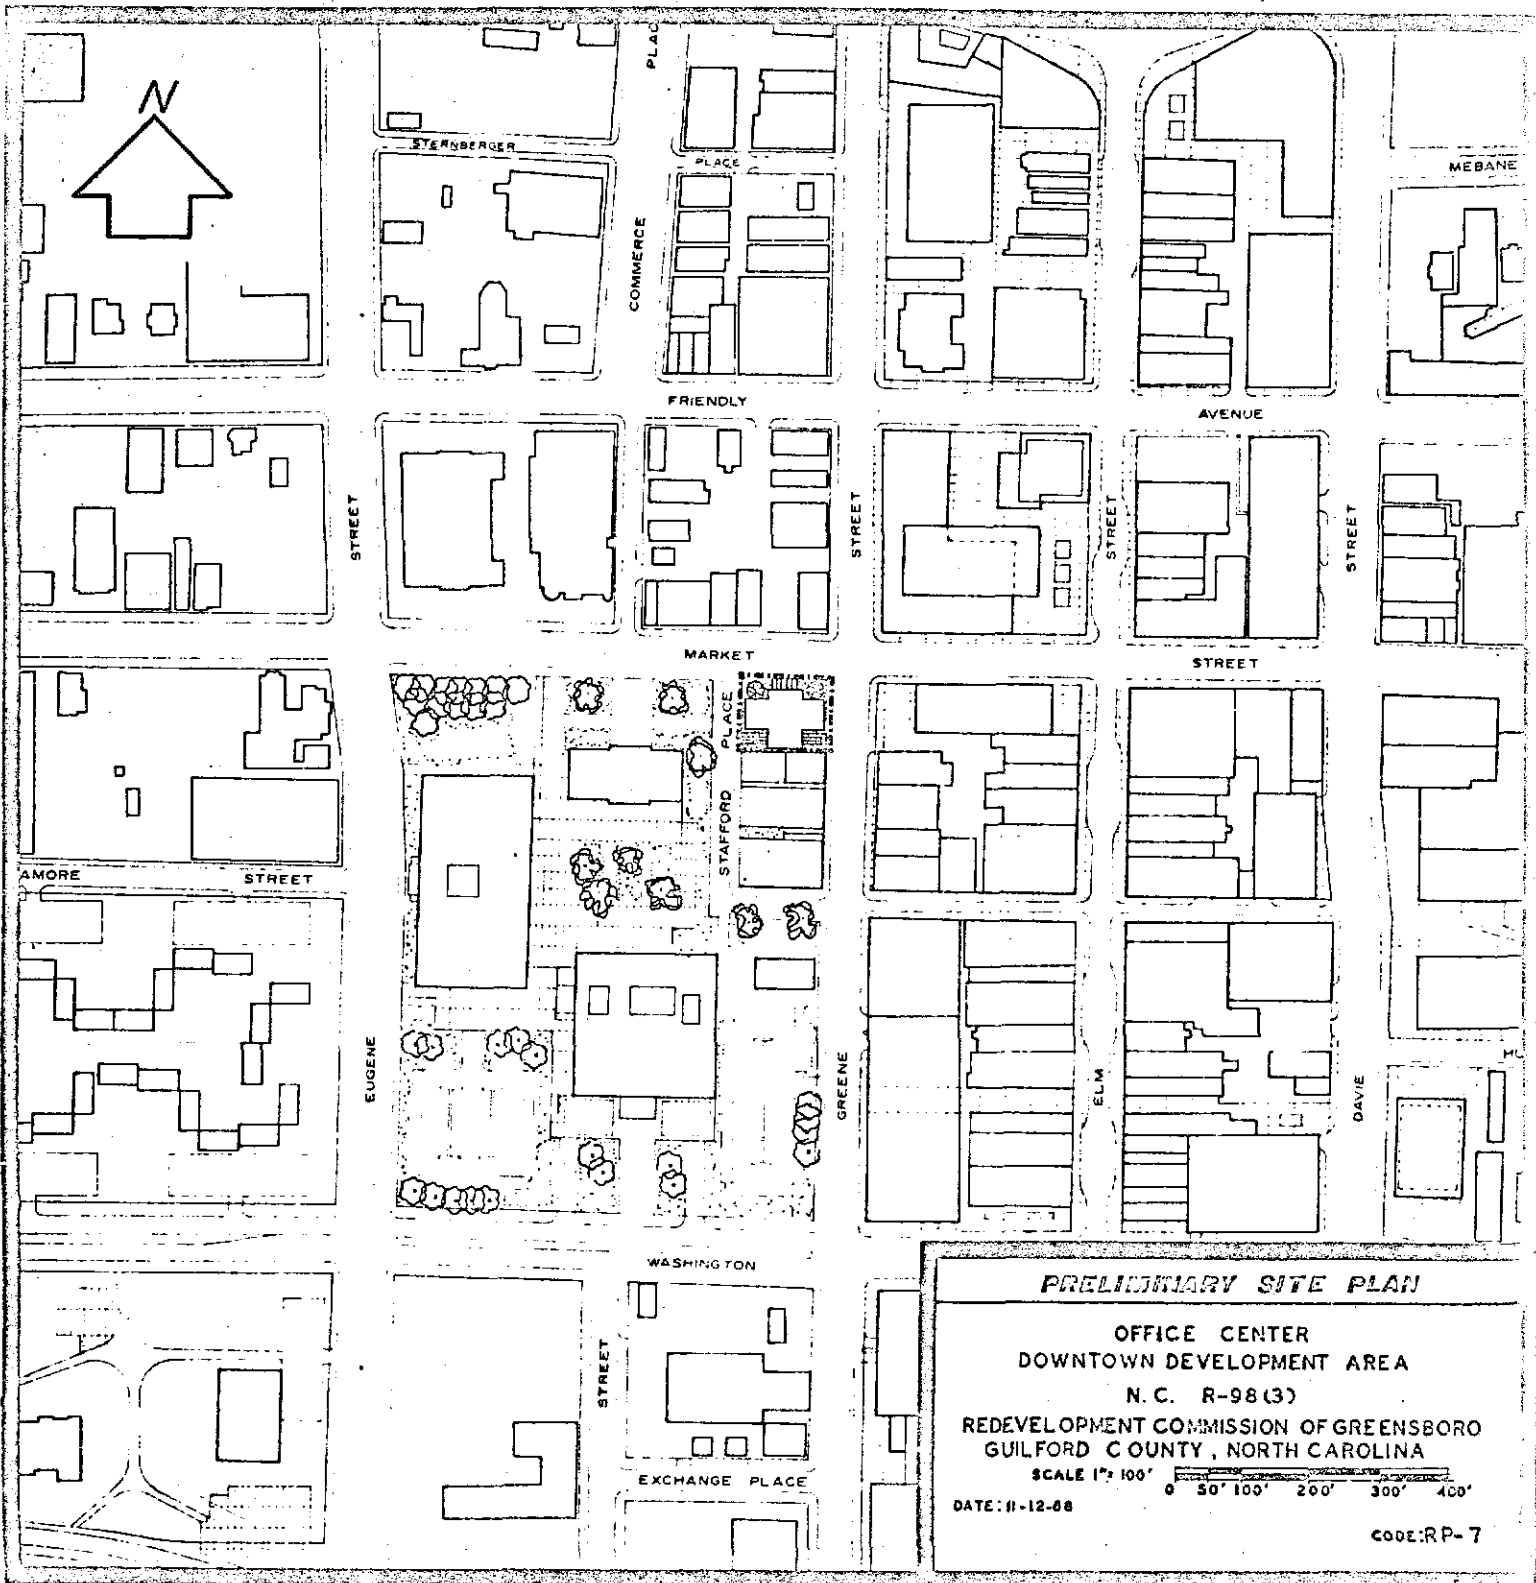 N
PLAC
STERNBERGER
PLACE
MEBANE
COMMERCE
FRIENDLY
AVENUE
STREET
STREET
STREET
STREET
MARKET
STREET
PLACE
STAFFORD
AMORE STREET
EUGENE
GREENE
ELM
DAVIE
HU
WASHINGTON
STREET
EXCHANGE PLACE
PRELIMINARY SITE PLAN
OFFICE CENTER
DOWNTOWN DEVELOPMENT AREA
N.C. R-98(3)
REDEVELOPMENT COMMISSION OF GREENSBORO
GUILFORD COUNTY, NORTH CAROLINA
SCALE 1"= 100'
0 50' 100' 200' 300' 400'
DATE: 11-12-68
CODE: RP-7